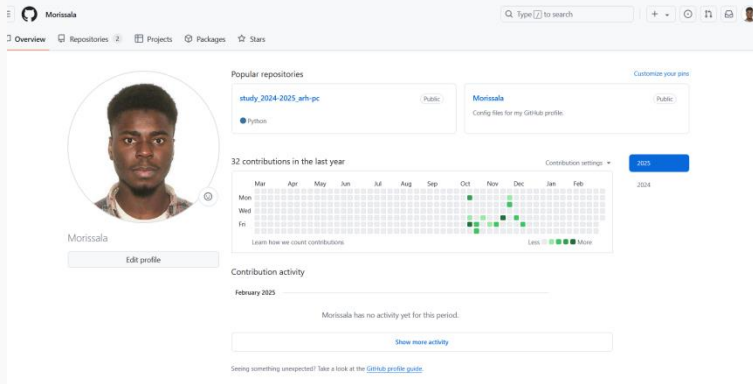 Morissala
Type / to search
Overview Repositories 2 Projects Packages Stars
Popular repositories
Customize your pins
study_2024-2025_arh-pc Public
Python
Morissala Public
Config files for my GitHub profile.
32 contributions in the last year
Contribution settings
2025
2024
Mar Apr May Jun Jul Aug Sep Oct Nov Dec Jan Feb
Mon
Wed
Fri
Learn how we count contributions
Less More
Morissala
Edit profile
Contribution activity
February 2025
Morissala has no activity yet for this period.
Show more activity
Seeing something unexpected? Take a look at the GitHub profile guide.